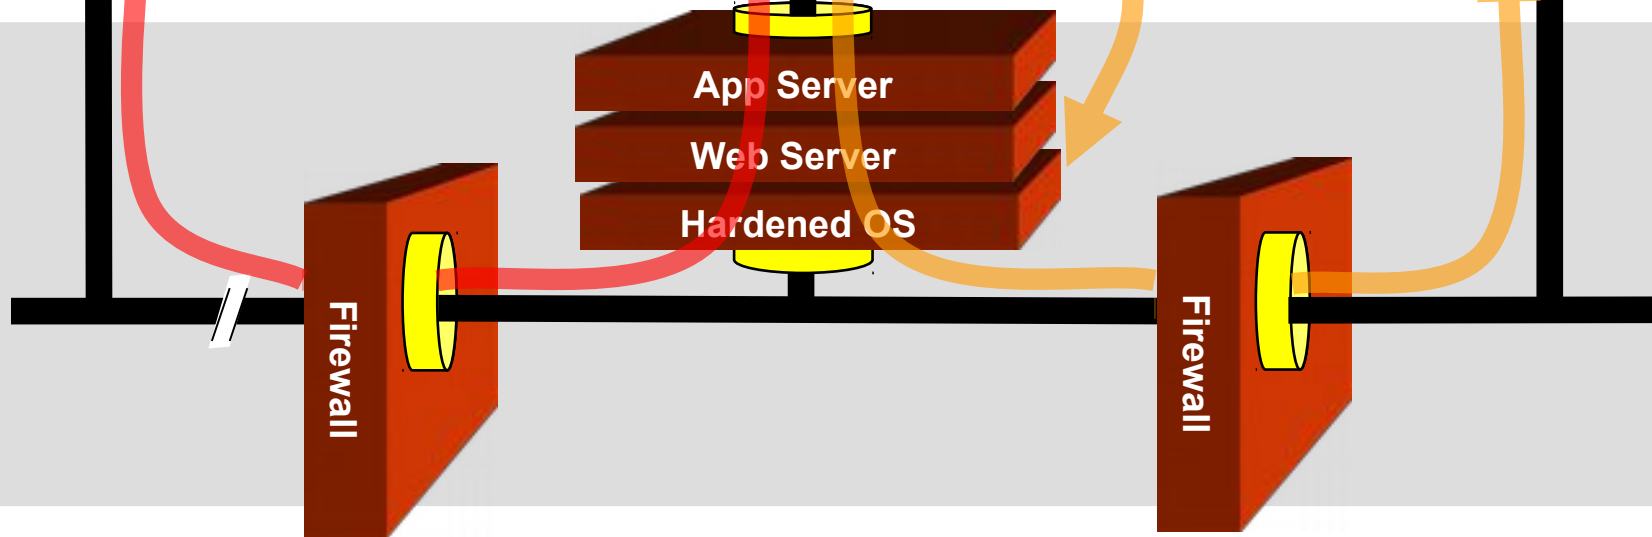 App Server
Web Server
Hardened OS
Firewall
Firewall